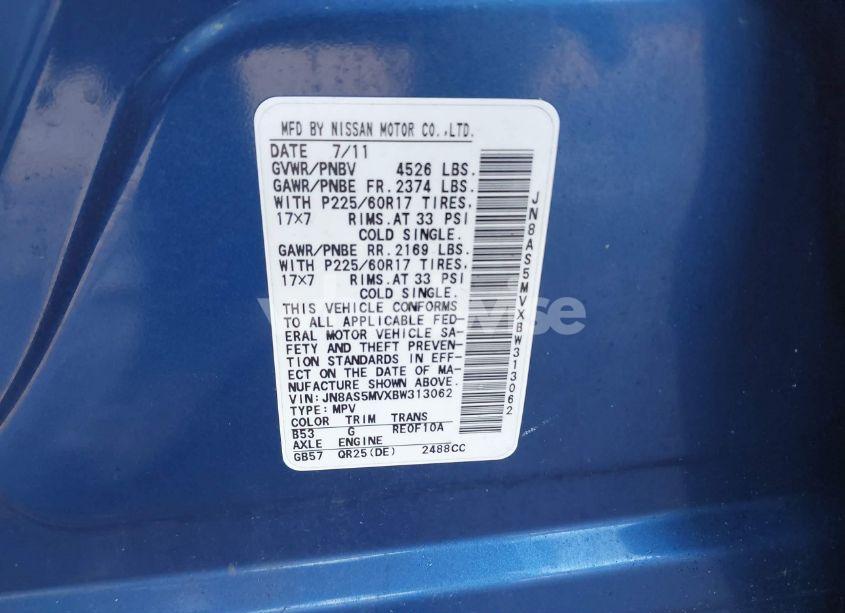 MFD BY NISSAN MOTOR CO.,LTD.
DATE 7/11
GVWR/PNBV 4526 LBS.
GAWR/PNBE FR. 2374 LBS.
WITH P225/60R17 TIRES,
17×7 RIMS.AT 33 PSI
COLD SINGLE.
GAWR/PNBE RR. 2169 LBS.
WITH P225/60R17 TIRES,
17×7 RIMS.AT 33 PSI
COLD SINGLE.
THIS VEHICLE CONFORMS
TO ALL APPLICABLE FED-
ERAL MOTOR VEHICLE SA-
FETY AND THEFT PREVEN-
TION STANDARDS IN EFF-
ECT ON THE DATE OF MA-
NUFACTURE SHOWN ABOVE.
VIN: JN8AS5MVXBW313062
TYPE: MPV
COLOR TRIM TRANS
B53 G RE0F10A
AXLE ENGINE
GB57 QR25(DE) 2488CC
JN8AS5MVXBW313062